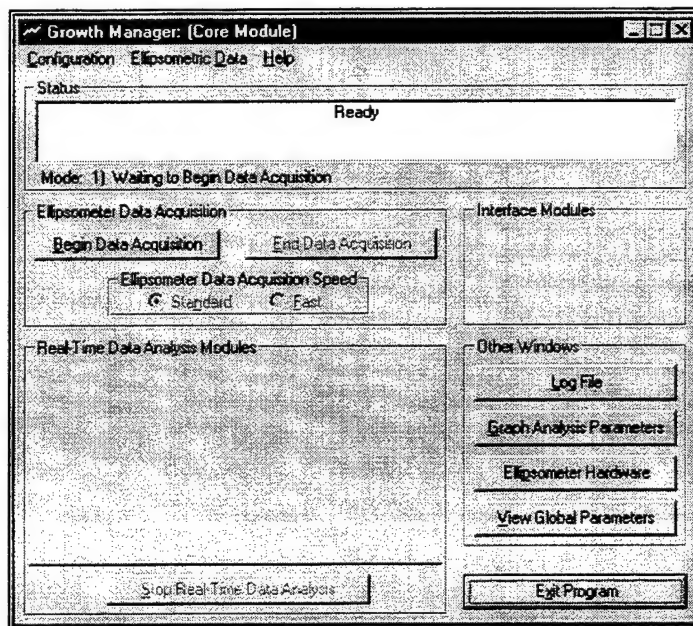 Growth Manager: (Core Module)
Configuration Ellipsometric Data Help
Status
Ready
Mode: 1) Waiting to Begin Data Acquisition
Ellipsometer Data Acquisition
Begin Data Acquisition End Data Acquisition
Ellipsometer Data Acquisition Speed
Standard Fast
Interface Modules
Real-Time Data Analysis Modules
Stop Real-Time Data Analysis
Other Windows
Log File
Graph Analysis Parameters
Ellipsometer Hardware
View Global Parameters
Exit Program